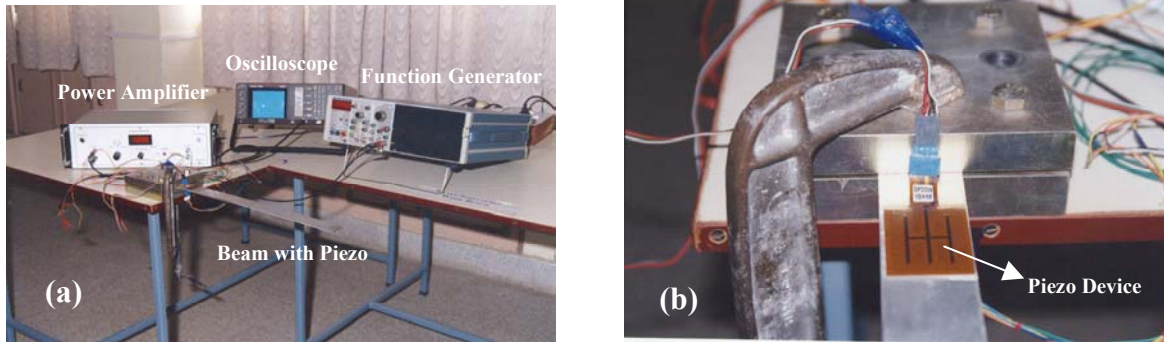 Oscilloscope
Function Generator
Power Amplifier
Beam with Piezo
(a)
(b)
Piezo Device